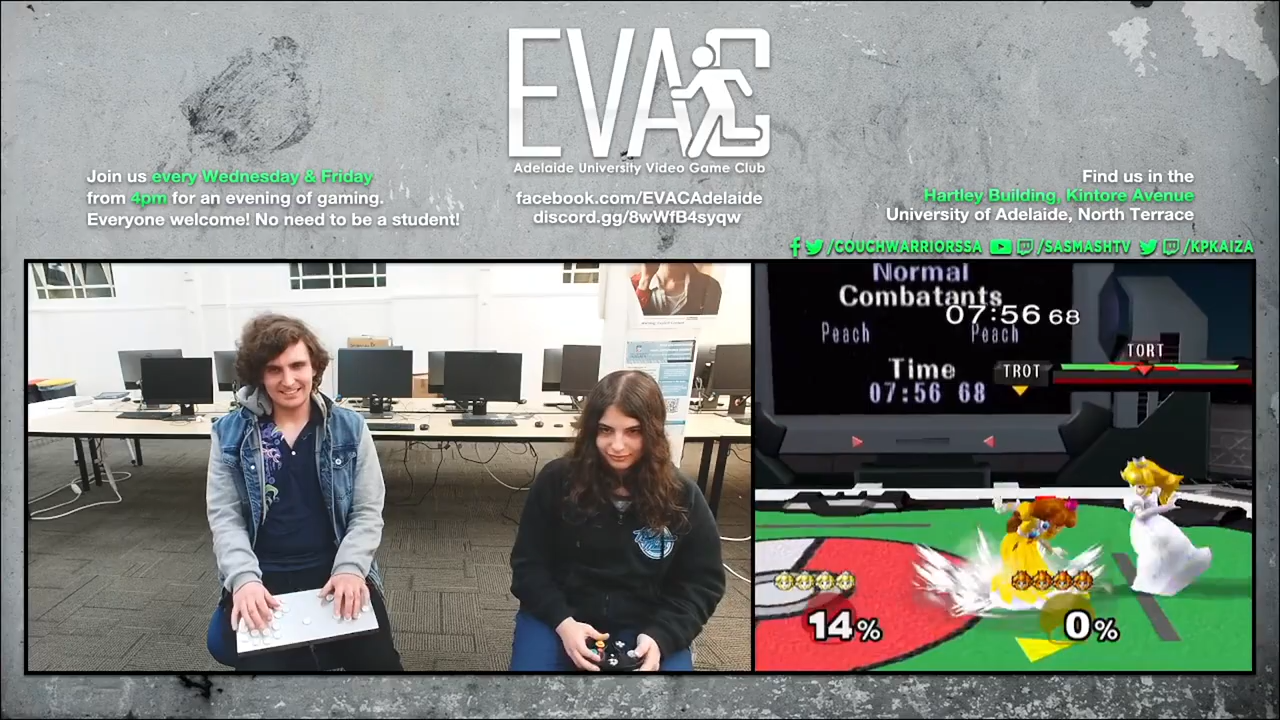 EVAC
Adelaide University Video Game Club
Join us every Wednesday & Friday
from 4pm for an evening of gaming.
Everyone welcome! No need to be a student!
facebook.com/EVACAdelaide
discord.gg/8wWfB4syqw
Find us in the
Hartley Building, Kintore Avenue
University of Adelaide, North Terrace
/COUCHWARRIORSSA /SASMASHTV /KPKAIZA
Normal
Combatants
07:56 68
Peach Peach
Time
07:56 68
TROT
TORT
14%
0%